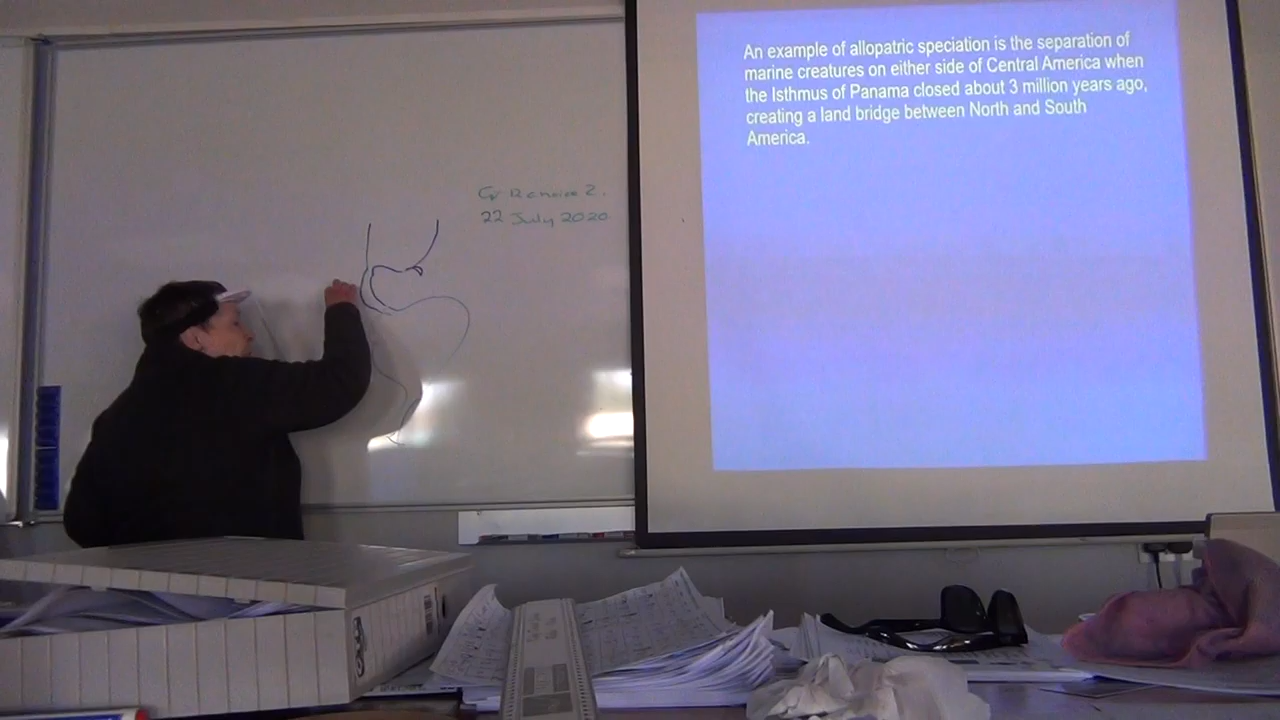 Gr 12 choice 2.
22 July 2020
An example of allopatric speciation is the separation of
marine creatures on either side of Central America when
the Isthmus of Panama closed about 3 million years ago,
creating a land bridge between North and South
America.